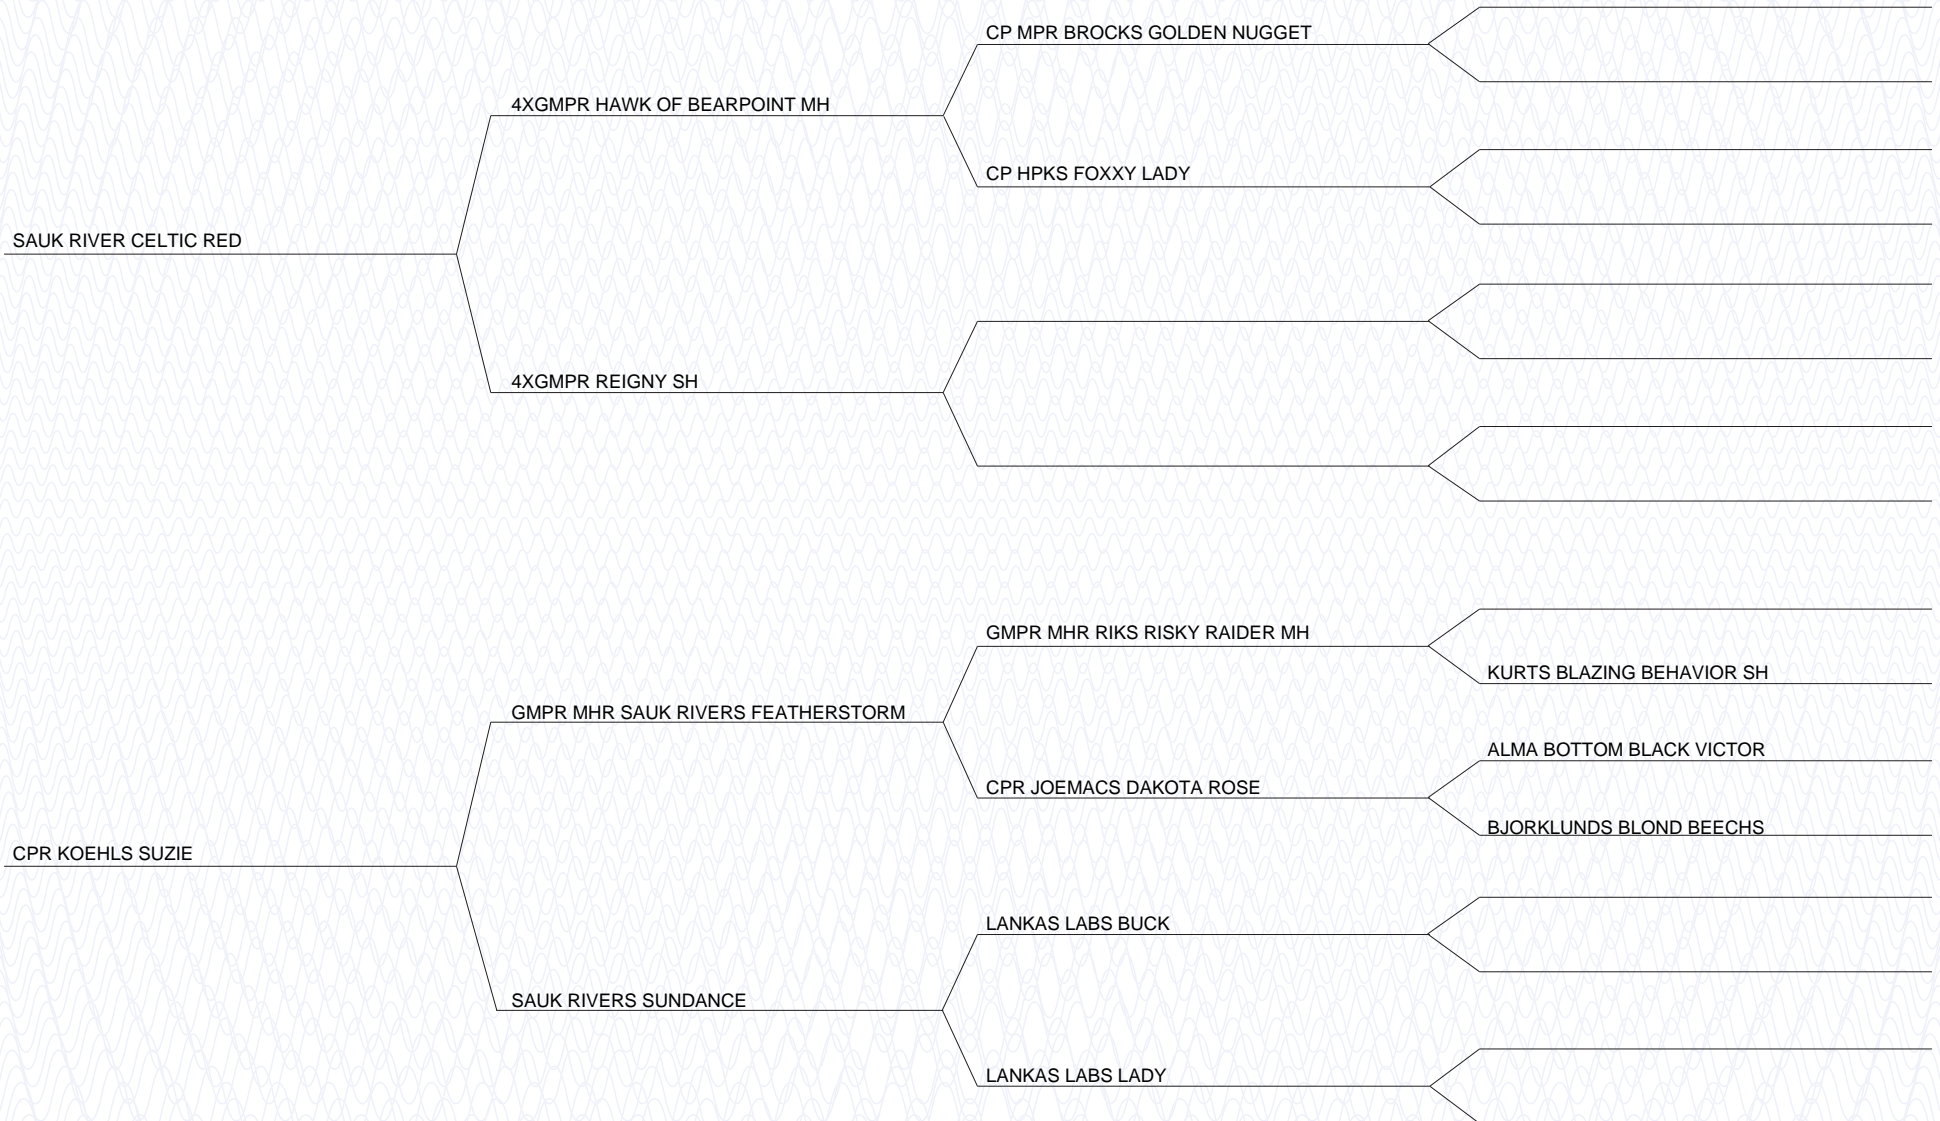 CP MPR BROCKS GOLDEN NUGGET
4XGMPR HAWK OF BEARPOINT MH
CP HPKS FOXXY LADY
SAUK RIVER CELTIC RED
4XGMPR REIGNY SH
GMPR MHR RIKS RISKY RAIDER MH
KURTS BLAZING BEHAVIOR SH
GMPR MHR SAUK RIVERS FEATHERSTORM
ALMA BOTTOM BLACK VICTOR
CPR JOEMACS DAKOTA ROSE
BJORKLUNDS BLOND BEECHS
CPR KOEHLS SUZIE
LANKAS LABS BUCK
SAUK RIVERS SUNDANCE
LANKAS LABS LADY